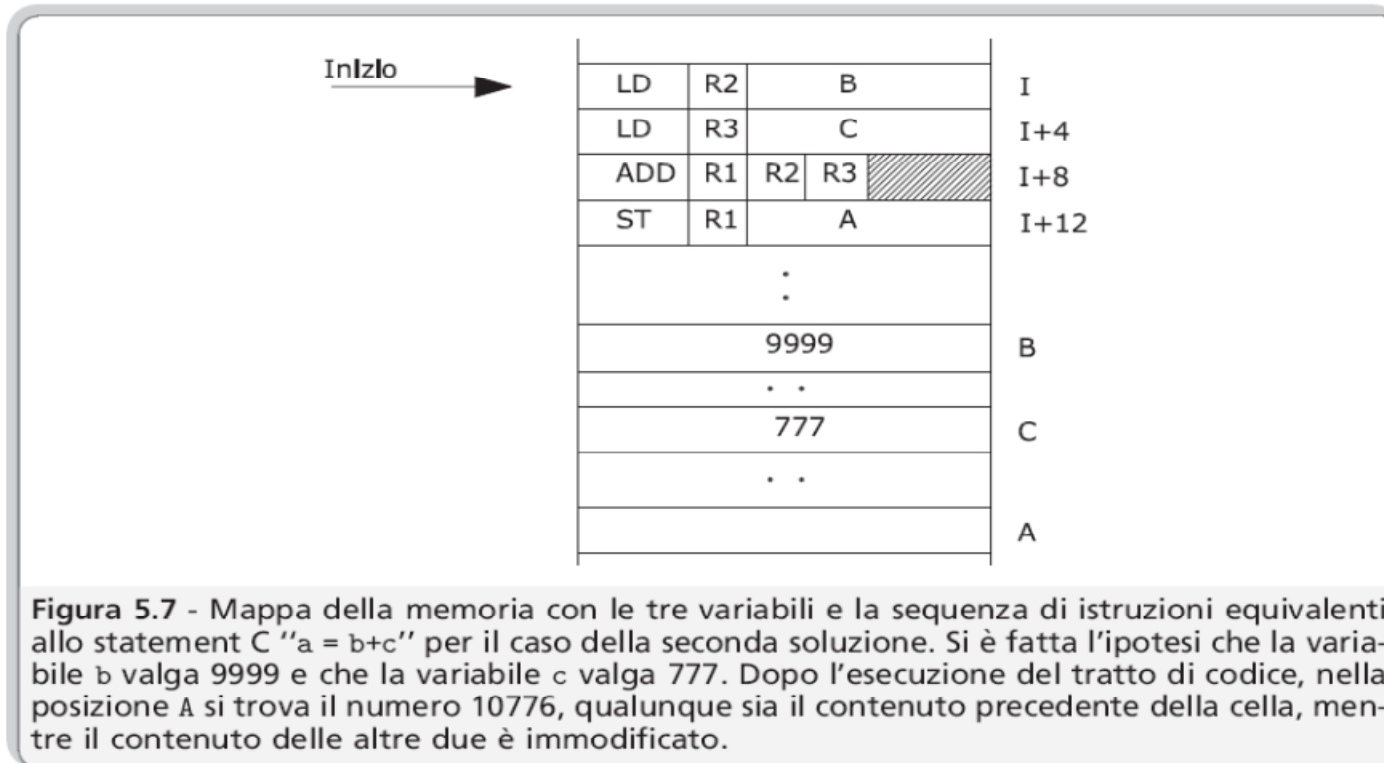 InIzIo
LD R2 B I
LD R3 C I+4
ADD R1 R2 R3 I+8
ST R1 A I+12
.
.
9999 B
. .
777 C
. .
A
Figura 5.7 - Mappa della memoria con le tre variabili e la sequenza di istruzioni equivalenti
allo statement C ‘‘a = b+c’’ per il caso della seconda soluzione. Si è fatta l’ipotesi che la varia-
bile b valga 9999 e che la variabile c valga 777. Dopo l’esecuzione del tratto di codice, nella
posizione A si trova il numero 10776, qualunque sia il contenuto precedente della cella, men-
tre il contenuto delle altre due è immodificato.